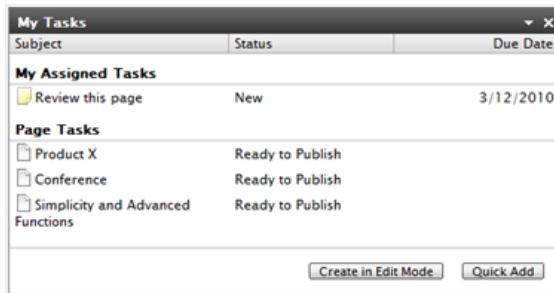 My Tasks
Subject Status Due Date
My Assigned Tasks
Review this page New 3/12/2010
Page Tasks
Product X Ready to Publish
Conference Ready to Publish
Simplicity and Advanced Ready to Publish
Functions
Create in Edit Mode Quick Add